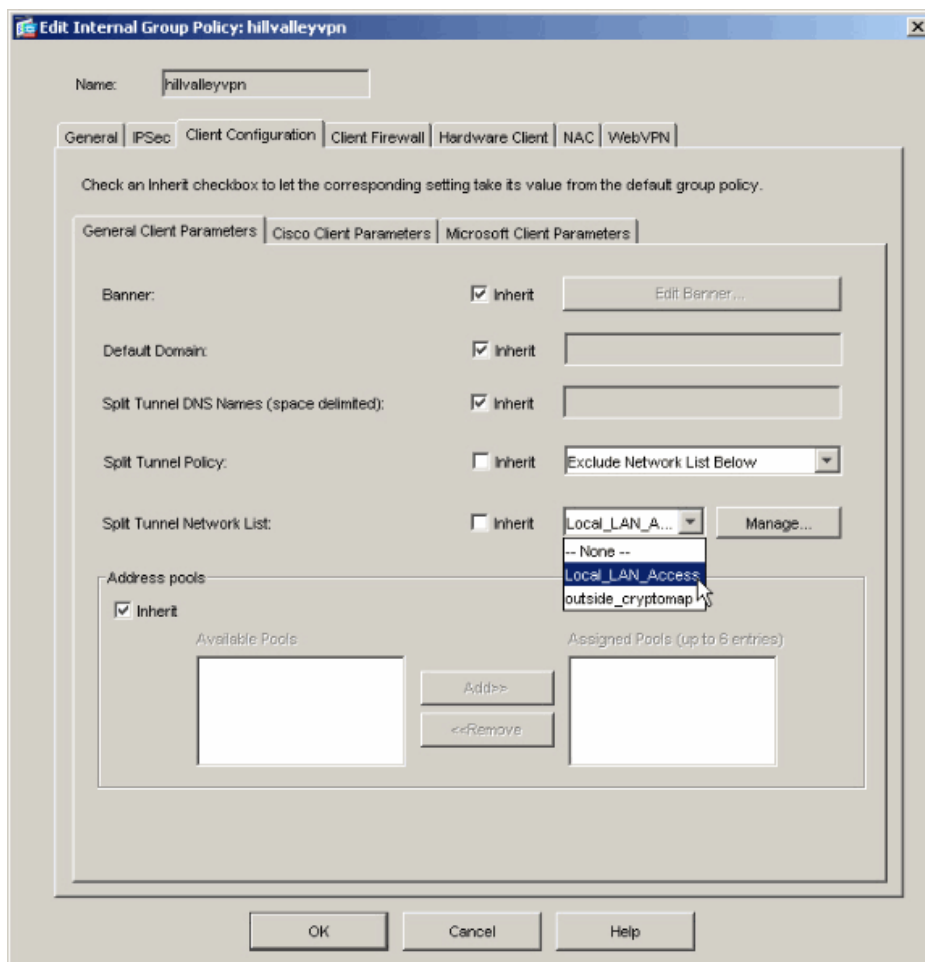 Edit Internal Group Policy: hillvalleyvpn
Name: hillvalleyvpn
General IPSec Client Configuration Client Firewall Hardware Client NAC WebVPN
Check an Inherit checkbox to let the corresponding setting take its value from the default group policy.
General Client Parameters Cisco Client Parameters Microsoft Client Parameters
Banner: Inherit Edit Banner...
Default Domain: Inherit
Split Tunnel DNS Names (space delimited): Inherit
Split Tunnel Policy: Inherit Exclude Network List Below
Split Tunnel Network List: Inherit Local_LAN_A... Manage...
-- None --
Local_LAN_Access
outside_cryptomap
Address pools
Inherit
Available Pools Assigned Pools (up to 6 entries)
Add>>
<<Remove
OK Cancel Help